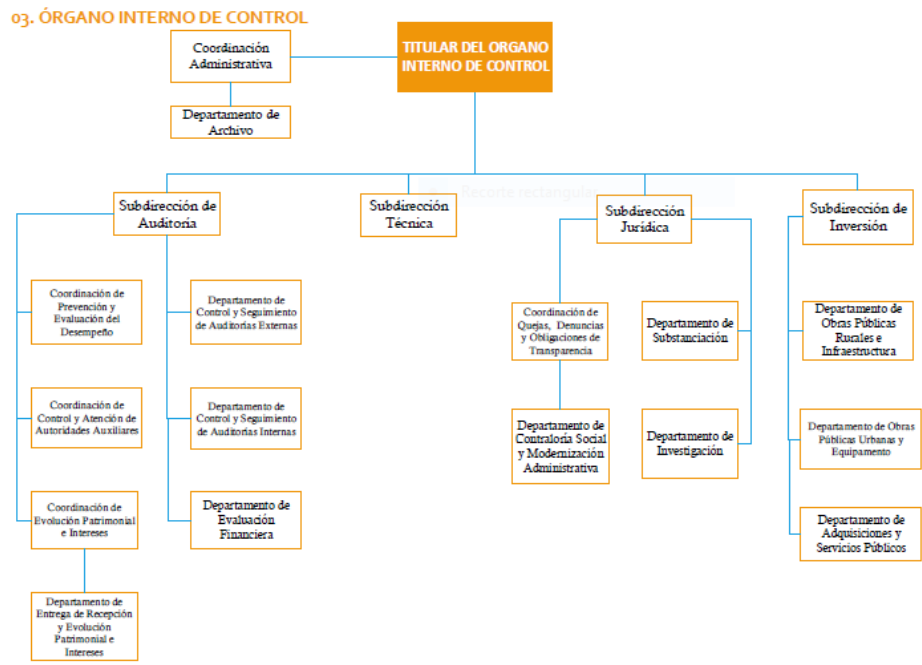 03. ÓRGANO INTERNO DE CONTROL
TITULAR DEL ORGANO
INTERNO DE CONTROL
Coordinación
Administrativa
Departamento de
Archivo
Recorte rectangular
Subdirección de
Auditoría
Subdirección
Técnica
Subdirección
Jurídica
Subdirección de
Inversión
Coordinación de
Prevención y
Evaluación del
Desempeño
Departamento de
Control y Seguimiento
de Auditorías Externas
Coordinación de
Quejas, Denuncias
y Obligaciones de
Transparencia
Departamento de
Substanciación
Departamento de
Obras Públicas
Rurales e
Infraestructura
Coordinación de
Control y Atención de
Autoridades Auxiliares
Departamento de
Control y Seguimiento
de Auditorías Internas
Departamento de
Contraloría Social
y Modernización
Administrativa
Departamento de
Investigación
Departamento de Obras
Públicas Urbanas y
Equipamento
Coordinación de
Evolución Patrimonial
e Intereses
Departamento de
Evaluación
Financiera
Departamento de
Adquisiciones y
Servicios Públicos
Departamento de
Entrega de Recepción
y Evolución
Patrimonial e
Intereses